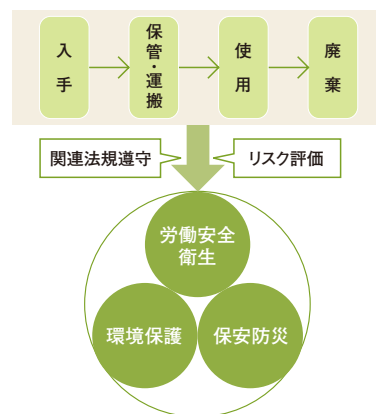 入手
保管・運搬
使用
廃棄
関連法規遵守
リスク評価
労働安全
衛生
環境保護
保安防災